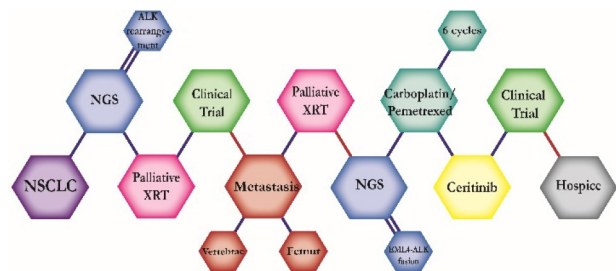 ALK
rearrange-
ment
6 cycles
NGS
Clinical
Trial
Palliative
XRT
Carboplatin/
Pemetrexed
Clinical
Trial
NSCLC
Palliative
XRT
Metastasis
NGS
Ceritinib
Hospice
Vertebrae
Femur
EML4-ALK
fusion